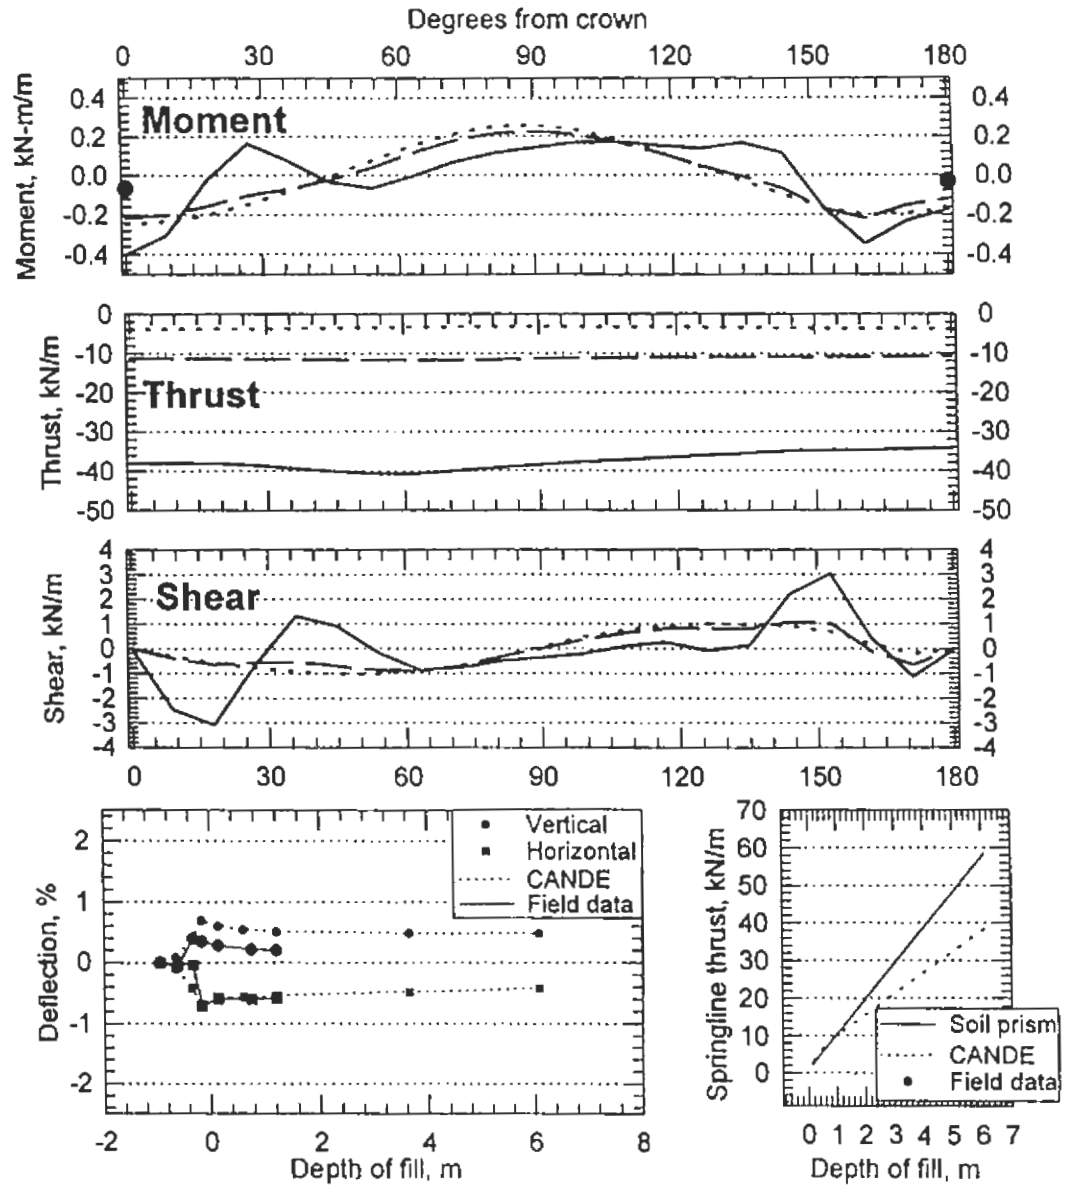 Degrees from crown
0 30 60 90 120 150 180
Moment, kN-m/m
0.4 0.4
Moment
0.2 0.2
0.0 0.0
-0.2 -0.2
-0.4 -0.4
Thrust, kN/m
0 0
-10 -10
Thrust
-20 -20
-30 -30
-40 -40
-50 -50
Shear, kN/m
4 4
3 3
Shear
2 2
1 1
0 0
-1 -1
-2 -2
-3 -3
-4 -4
0 30 60 90 120 150 180
Deflection, %
2
1
0
-1
-2
Vertical
Horizontal
CANDE
Field data
-2 0 2 4 6 8
Depth of fill, m
Springline thrust, kN/m
70
60
50
40
30
20
10
0
Soil prism
CANDE
Field data
0 1 2 3 4 5 6 7
Depth of fill, m